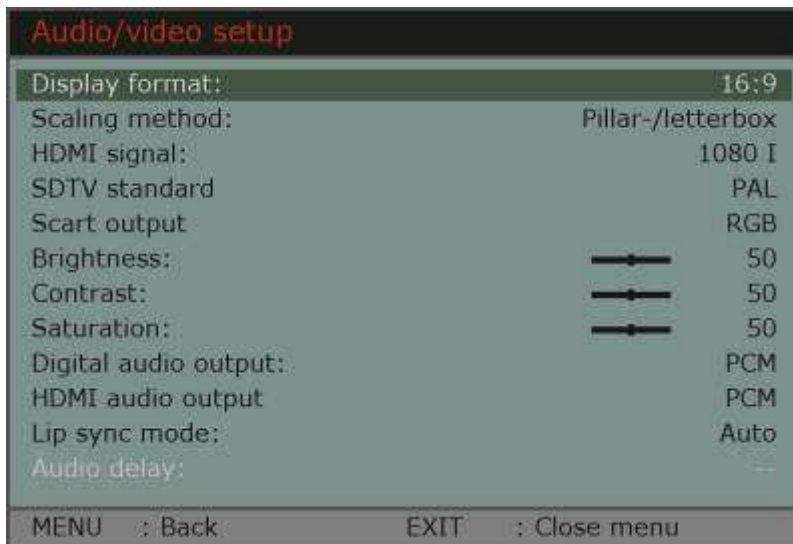 Audio/video setup
Display format: 16:9
Scaling method: Pillar-/letterbox
HDMI signal: 1080 I
SDTV standard PAL
Scart output RGB
Brightness: 50
Contrast: 50
Saturation: 50
Digital audio output: PCM
HDMI audio output PCM
Lip sync mode: Auto
Audio delay: --
MENU : Back EXIT : Close menu